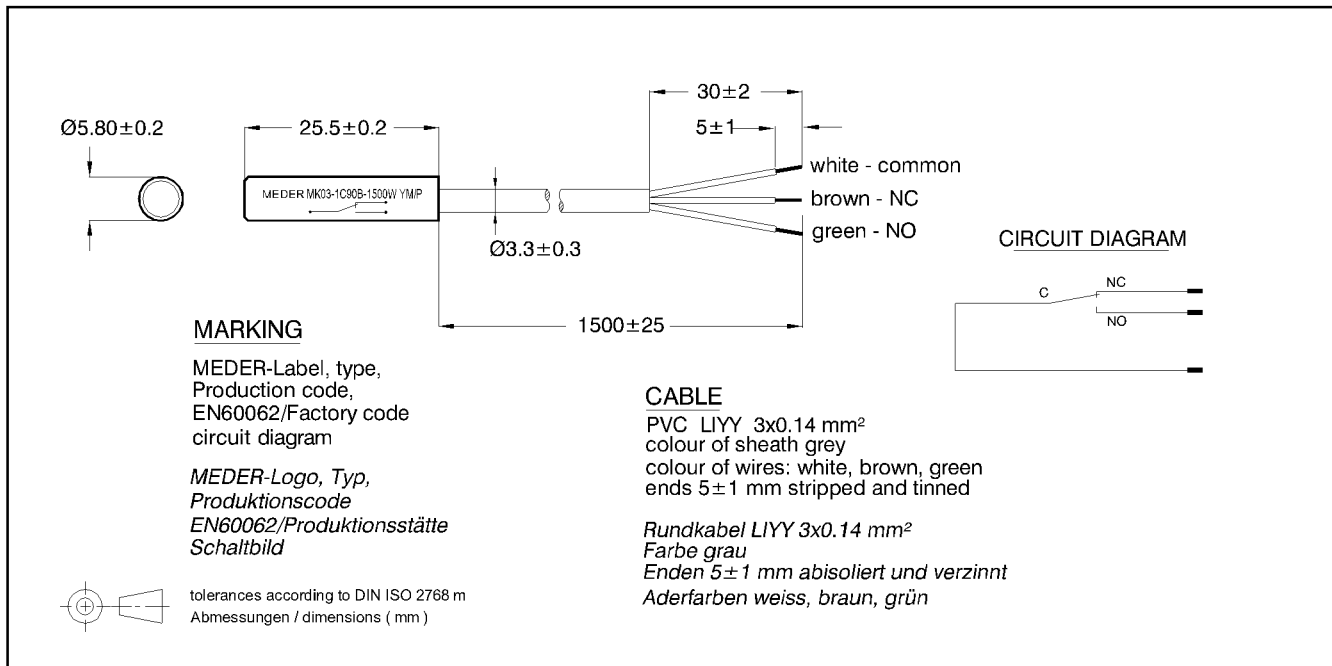 Ø5.80±0.2
25.5±0.2
30±2
5±1
MEDER MK03-1C90B-1500W YM/P
white - common
brown - NC
green - NO
Ø3.3±0.3
1500±25
CIRCUIT DIAGRAM
C
NC
NO
MARKING
MEDER-Label, type,
Production code,
EN60062/Factory code
circuit diagram
MEDER-Logo, Typ,
Produktionscode
EN60062/Produktionsstätte
Schaltbild
CABLE
PVC LIYY 3x0.14 mm²
colour of sheath grey
colour of wires: white, brown, green
ends 5±1 mm stripped and tinned
Rundkabel LIYY 3x0.14 mm²
Farbe grau
Enden 5±1 mm abisoliert und verzinnt
Aderfarben weiss, braun, grün
tolerances according to DIN ISO 2768 m
Abmessungen / dimensions ( mm )